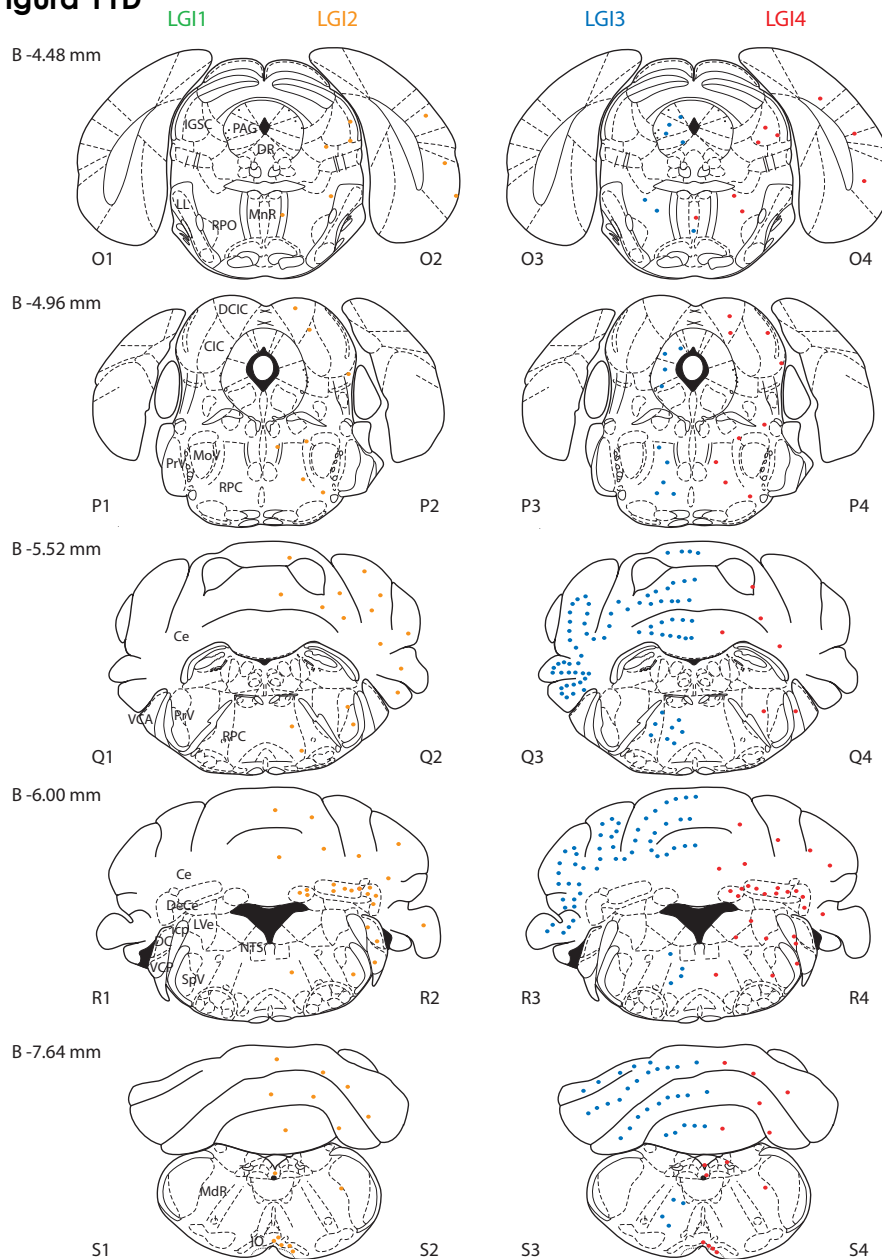 Figura 11D
LGI1 LGI2 LGI3 LGI4
B -4.48 mm
IGSC PAG
DR
LL
RPO MnR
O1 O2 O3 O4
B -4.96 mm
DCIC
CIC
PrV MoV
RPC
P1 P2 P3 P4
B -5.52 mm
Ce
VCA PrV
RPC
Q1 Q2 Q3 Q4
B -6.00 mm
Ce
DeCe
icp LVe
DC NTS
VCP
SpV
R1 R2 R3 R4
B -7.64 mm
MdR
IO
S1 S2 S3 S4